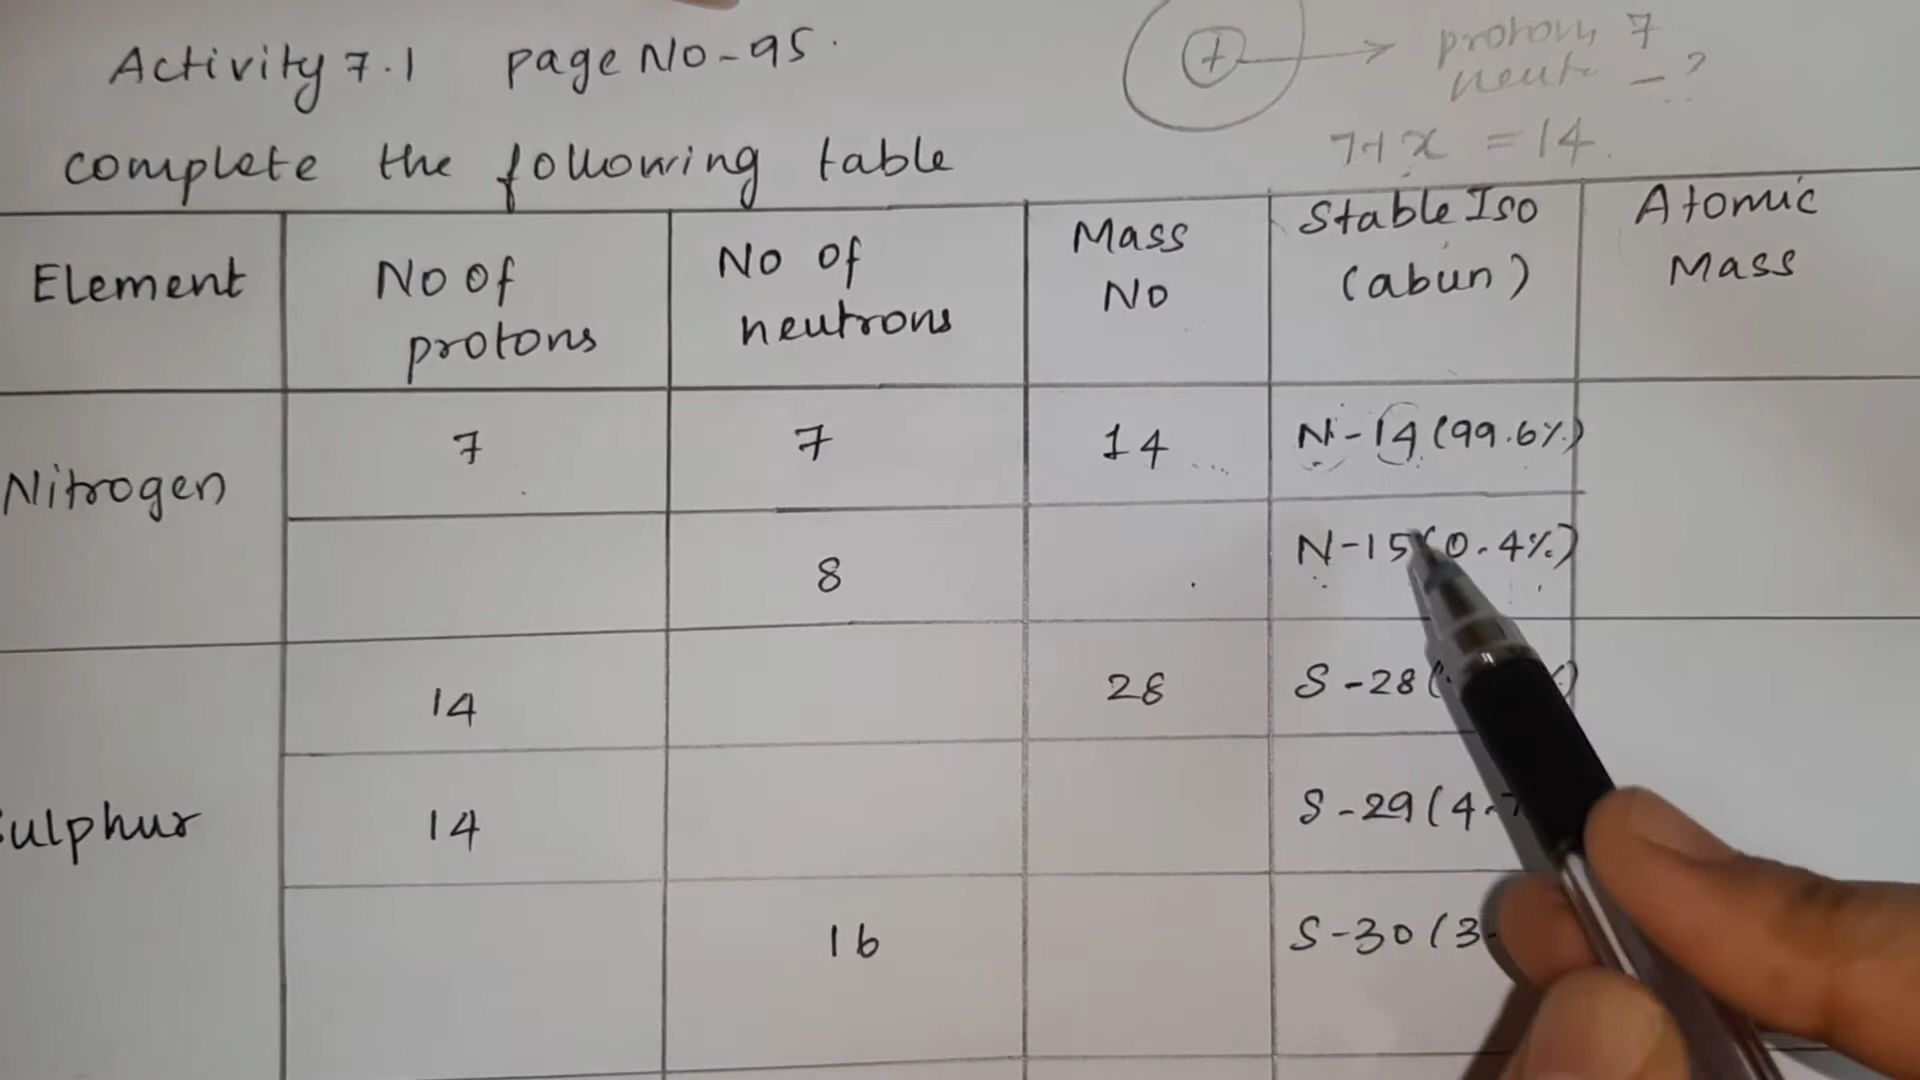 Activity 7.1 page No-95.
protons 7
neut - ?
7+x = 14.
complete the following table
Element
No of
protons
No of
neutrons
Mass
No
Stable Iso
(abun)
Atomic
Mass
Nitrogen
7
7
14
N-14 (99.6%)
8
N-15(0.4%)
ulphur
14
28
S-28(
14
S-29(4.7
16
S-30(3.